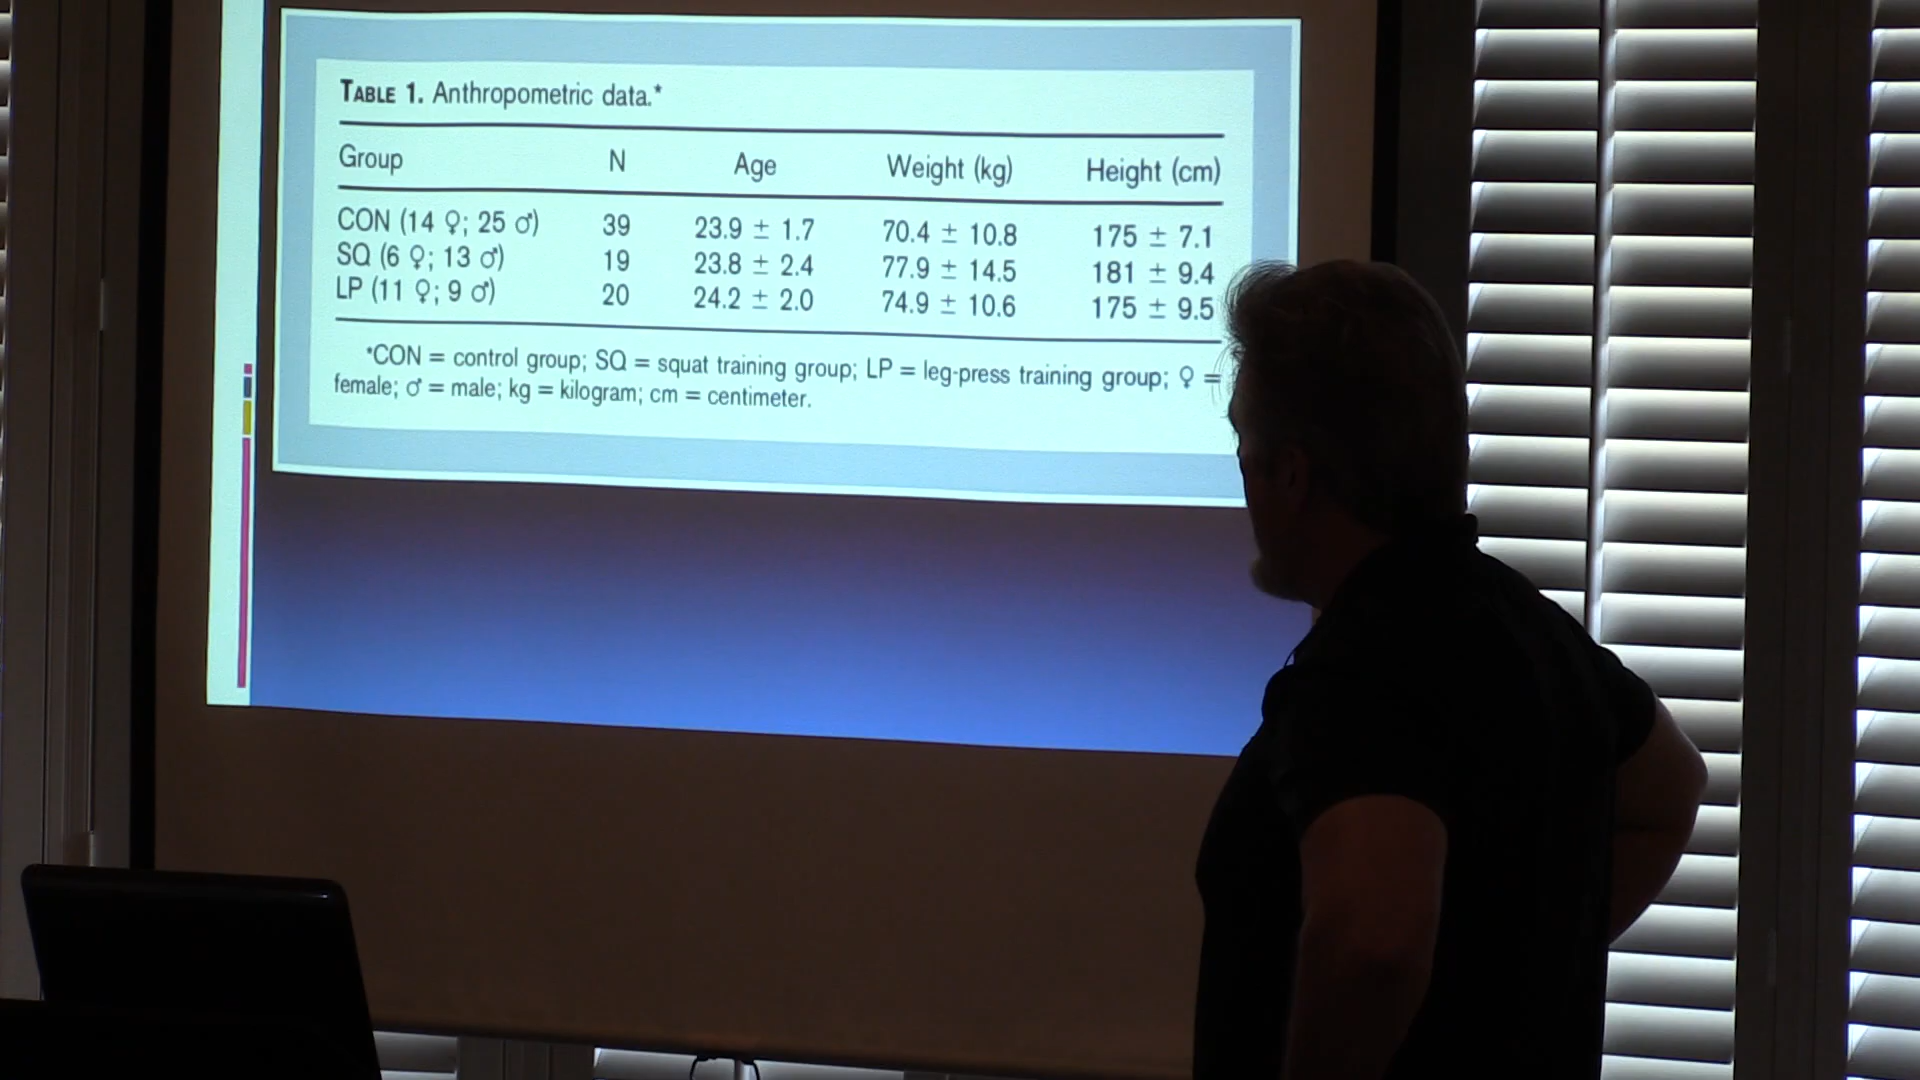 TABLE 1. Anthropometric data.*
Group N Age Weight (kg) Height (cm)
CON (14 ♀; 25 ♂) 39 23.9 ± 1.7 70.4 ± 10.8 175 ± 7.1
SQ (6 ♀; 13 ♂) 19 23.8 ± 2.4 77.9 ± 14.5 181 ± 9.4
LP (11 ♀; 9 ♂) 20 24.2 ± 2.0 74.9 ± 10.6 175 ± 9.5
*CON = control group; SQ = squat training group; LP = leg-press training group; ♀ =
female; ♂ = male; kg = kilogram; cm = centimeter.